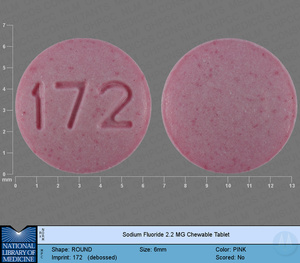 7
6
5
4
3
2
1
0
mm
172
0 1 2 3 4 5 6 7 8 9 10 11 12 13
Sodium Fluoride 2.2 MG Chewable Tablet
Shape: ROUND Size: 6mm Color: PINK
Imprint: 172 (debossed) Scored: No
NATIONAL
LIBRARY OF
MEDICINE